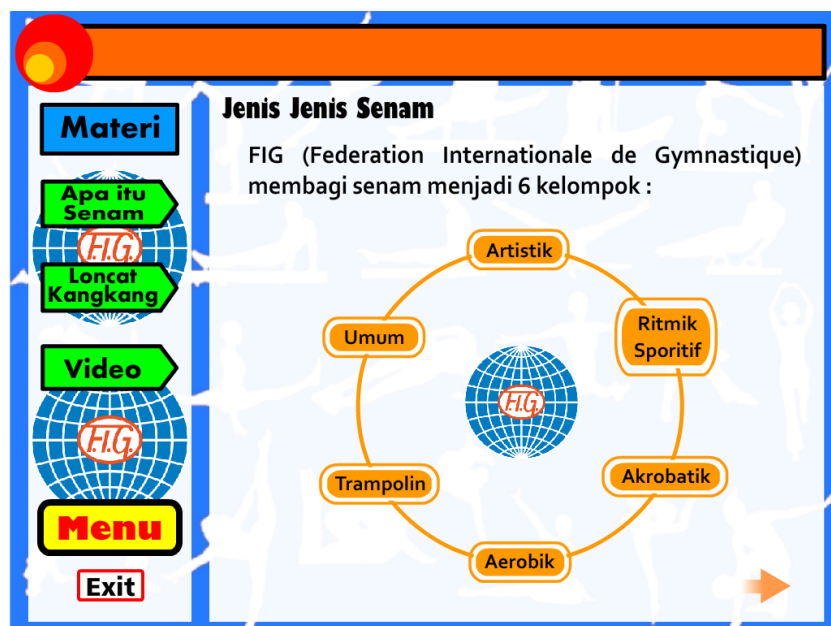 Materi
Apa itu
Senam
F.I.G.
Loncat
Kangkang
Video
F.I.G.
Menu
Exit
Jenis Jenis Senam
FIG (Federation Internationale de Gymnastique)
membagi senam menjadi 6 kelompok :
Artistik
Ritmik
Sporitif
Akrobatik
Aerobik
Trampolin
Umum
F.I.G.